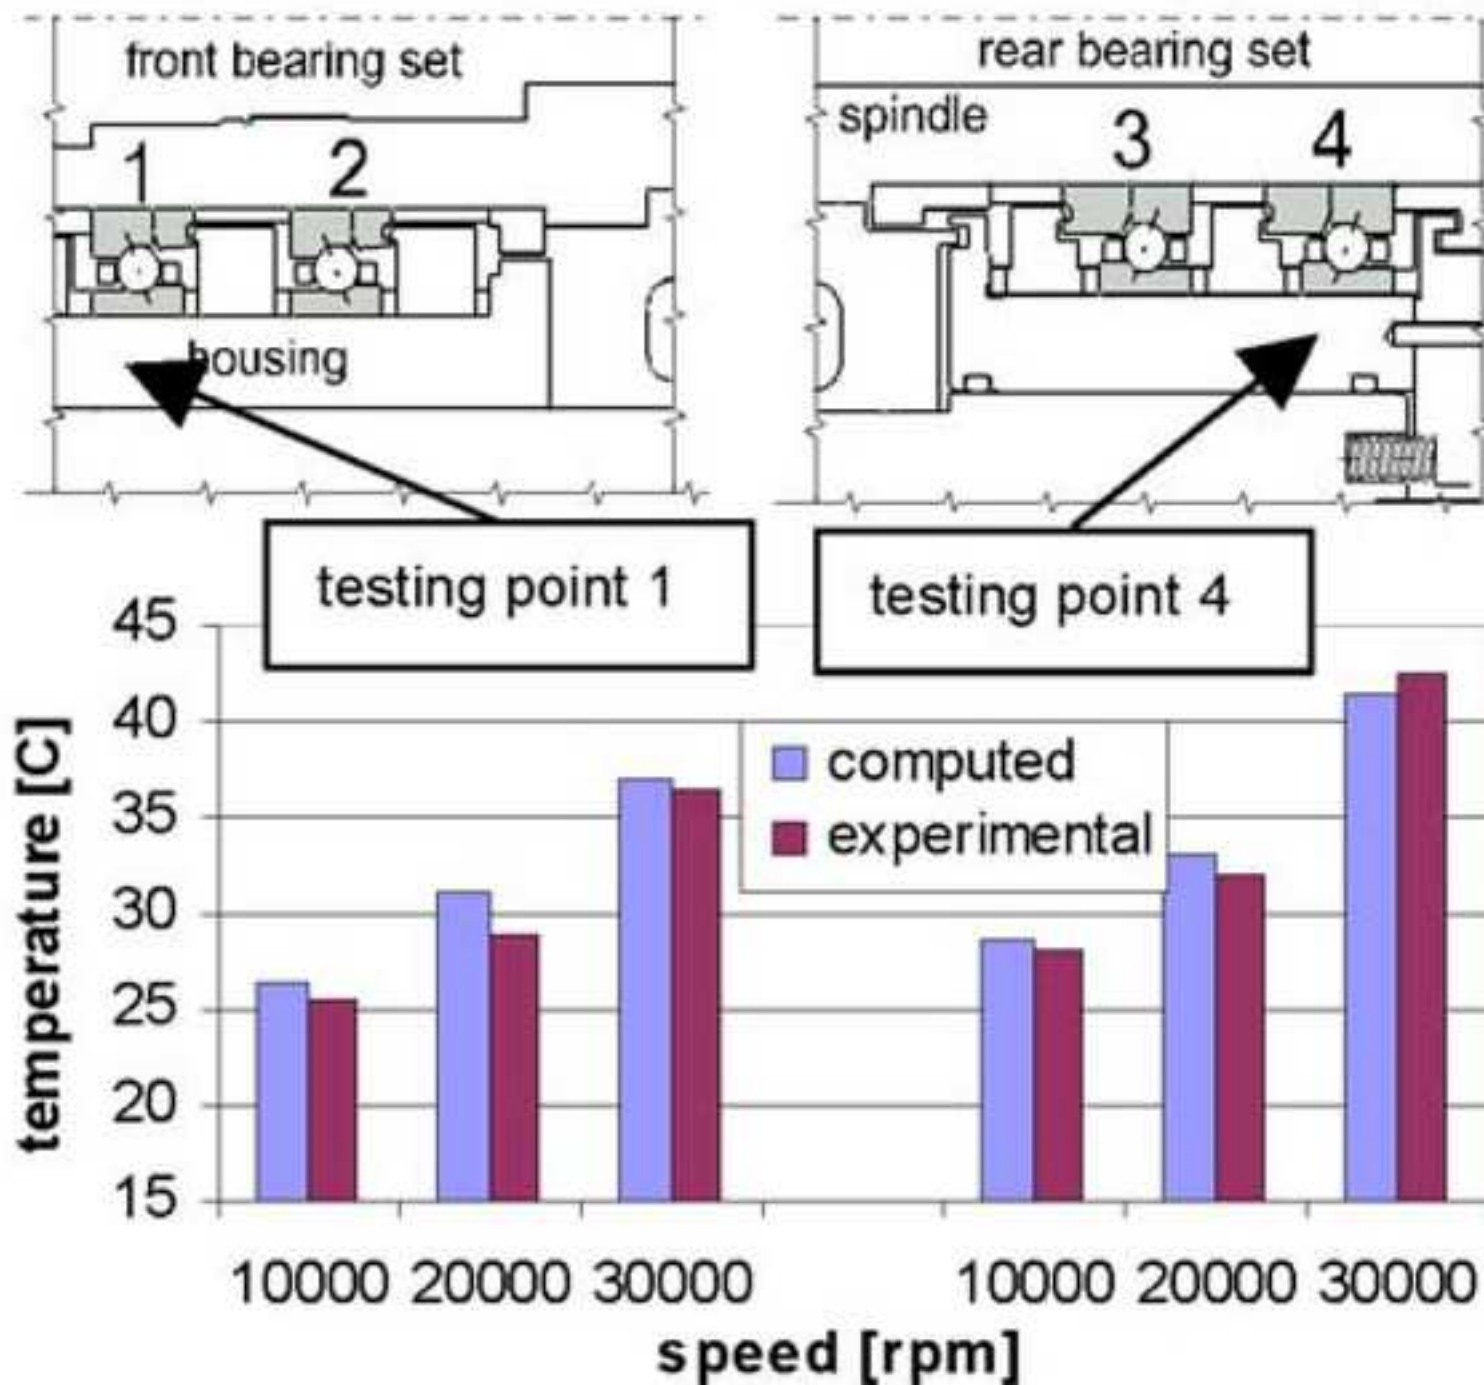 front bearing set
rear bearing set
spindle
1
2
3
4
housing
testing point 1
testing point 4
45
40
35
30
25
20
15
temperature [C]
computed
experimental
10000 20000 30000
10000 20000 30000
speed [rpm]